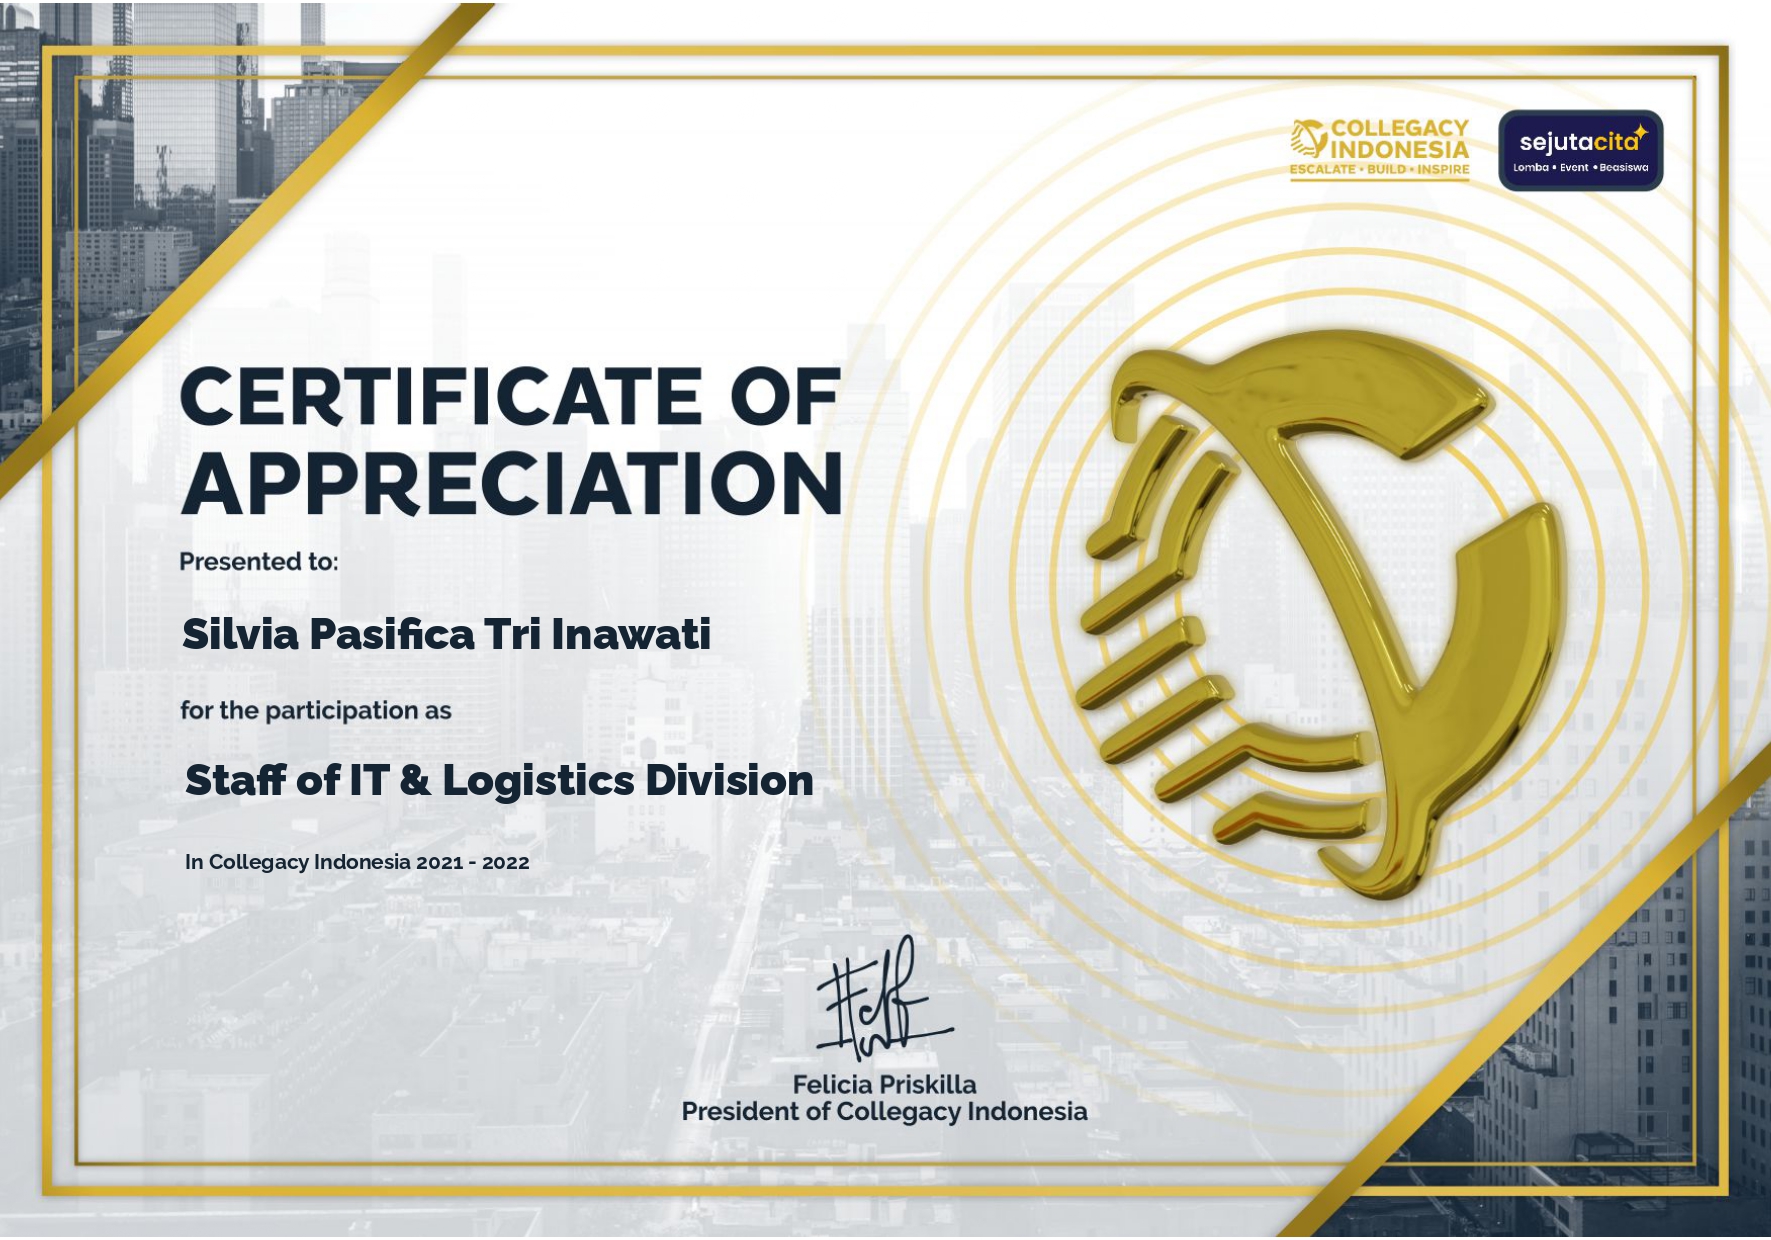 COLLEGACY
INDONESIA
ESCALATE • BUILD • INSPIRE
sejutacita
Lomba • Event • Beasiswa
CERTIFICATE OF
APPRECIATION
Presented to:
Silvia Pasifica Tri Inawati
for the participation as
Staff of IT & Logistics Division
In Collegacy Indonesia 2021 - 2022
Felicia Priskilla
President of Collegacy Indonesia